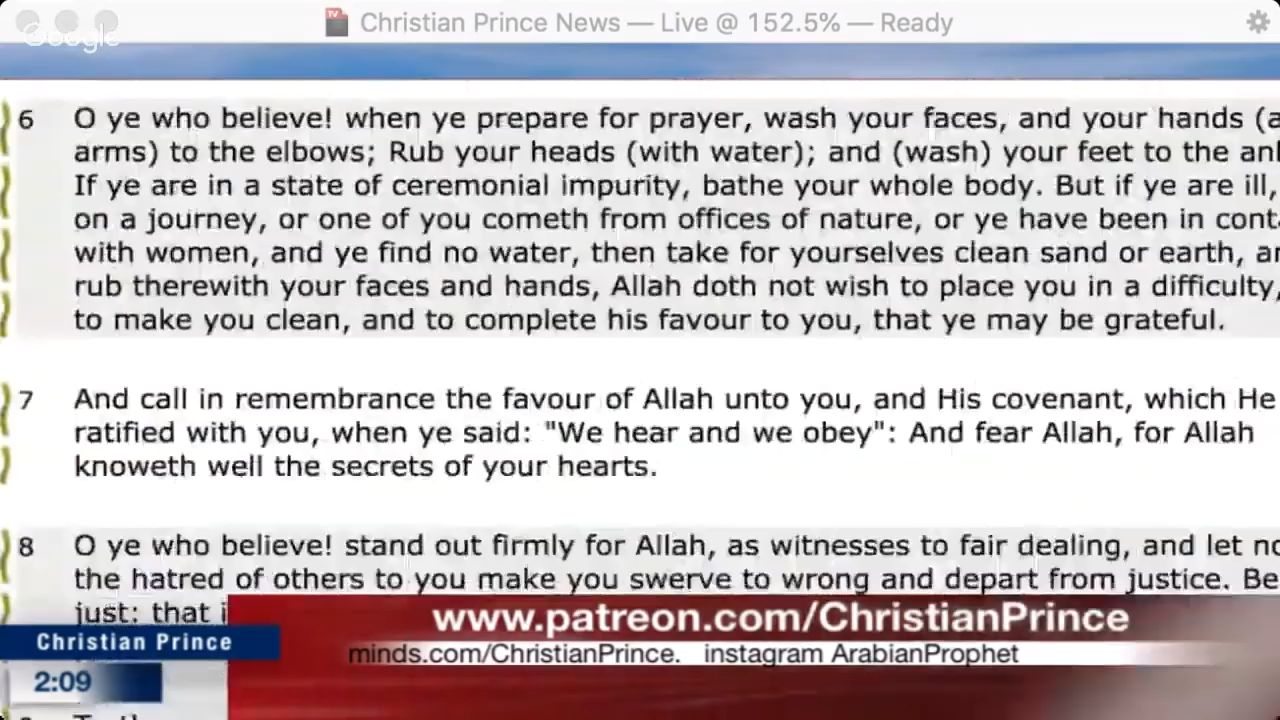 Christian Prince News — Live @ 152.5% — Ready
Google
6 O ye who believe! when ye prepare for prayer, wash your faces, and your hands (a
arms) to the elbows; Rub your heads (with water); and (wash) your feet to the an
If ye are in a state of ceremonial impurity, bathe your whole body. But if ye are ill,
on a journey, or one of you cometh from offices of nature, or ye have been in cont
with women, and ye find no water, then take for yourselves clean sand or earth, a
rub therewith your faces and hands, Allah doth not wish to place you in a difficulty,
to make you clean, and to complete his favour to you, that ye may be grateful.
7 And call in remembrance the favour of Allah unto you, and His covenant, which He
ratified with you, when ye said: "We hear and we obey": And fear Allah, for Allah
knoweth well the secrets of your hearts.
8 O ye who believe! stand out firmly for Allah, as witnesses to fair dealing, and let no
the hatred of others to you make you swerve to wrong and depart from justice. Be
just: that i
www.patreon.com/ChristianPrince
Christian Prince
minds.com/ChristianPrince. instagram ArabianProphet
2:09